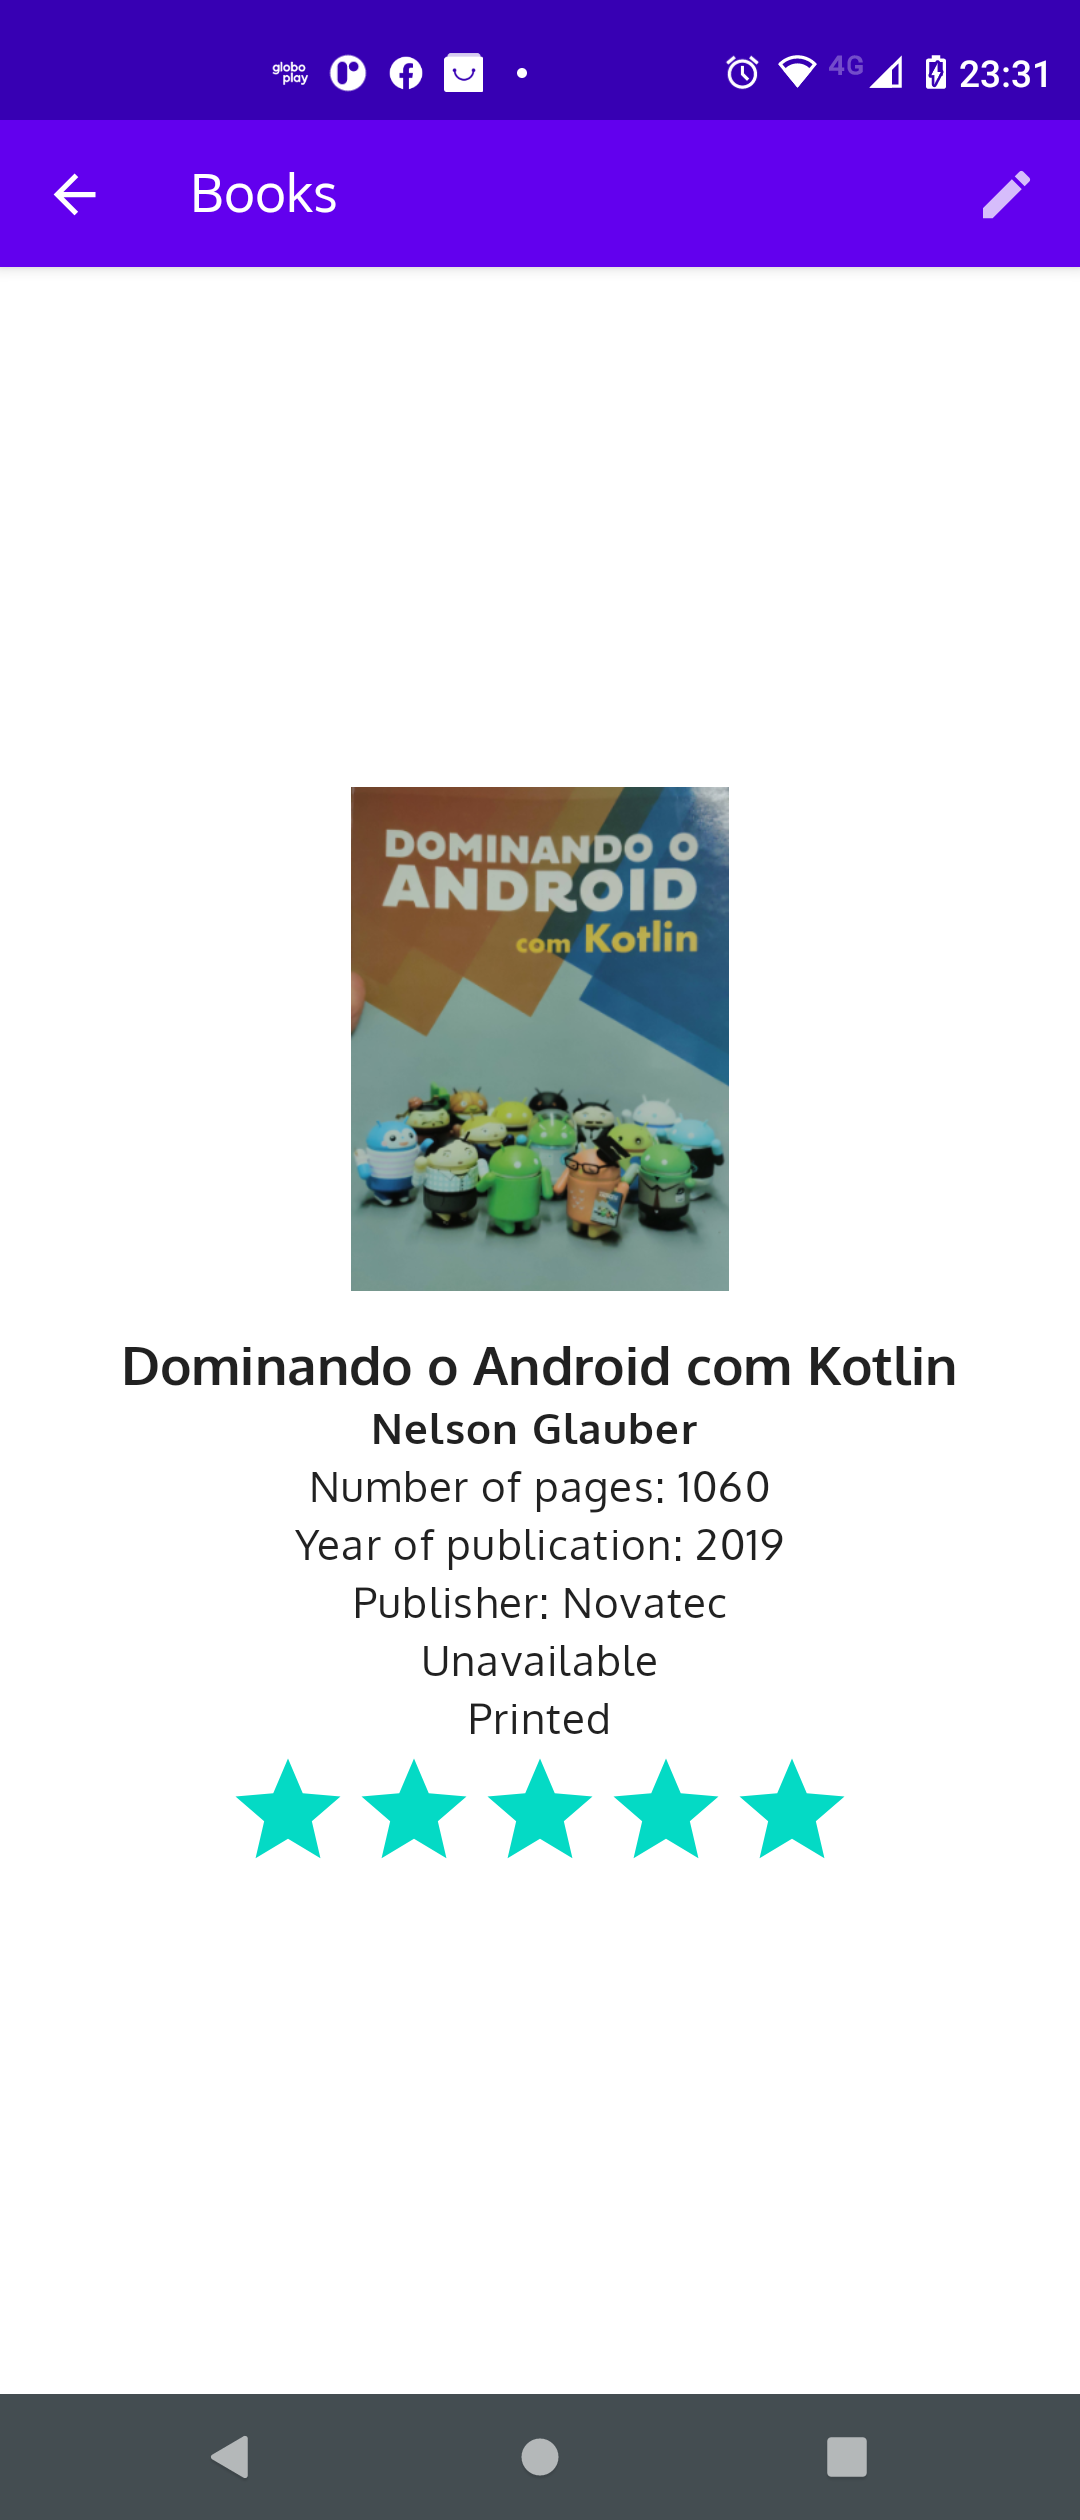 globo
play
4G
23:31
Books
DOMINANDO O
ANDROID
com Kotlin
Dominando o Android com Kotlin
Nelson Glauber
Number of pages: 1060
Year of publication: 2019
Publisher: Novatec
Unavailable
Printed